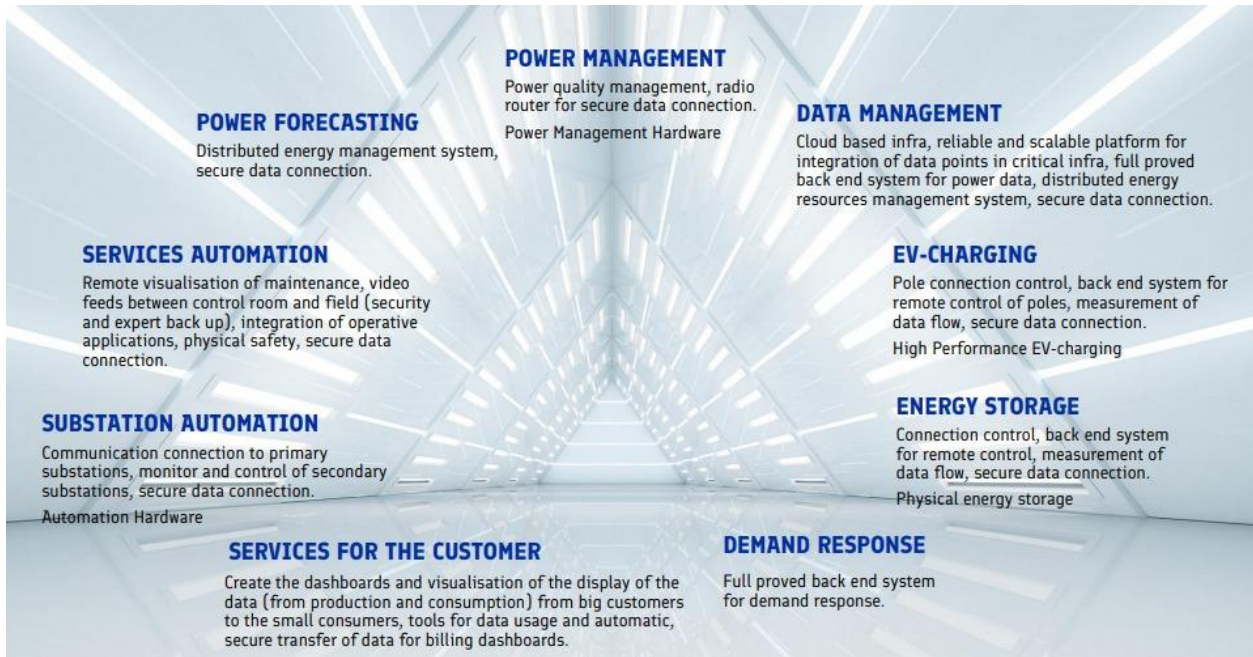 POWER MANAGEMENT
Power quality management, radio
router for secure data connection.
Power Management Hardware
POWER FORECASTING
Distributed energy management system,
secure data connection.
DATA MANAGEMENT
Cloud based infra, reliable and scalable platform for
integration of data points in critical infra, full proved
back end system for power data, distributed energy
resources management system, secure data connection.
SERVICES AUTOMATION
Remote visualisation of maintenance, video
feeds between control room and field (security
and expert back up), integration of operative
applications, physical safety, secure data
connection.
EV-CHARGING
Pole connection control, back end system for
remote control of poles, measurement of
data flow, secure data connection.
High Performance EV-charging
SUBSTATION AUTOMATION
Communication connection to primary
substations, monitor and control of secondary
substations, secure data connection.
Automation Hardware
ENERGY STORAGE
Connection control, back end system
for remote control, measurement of
data flow, secure data connection.
Physical energy storage
SERVICES FOR THE CUSTOMER
Create the dashboards and visualisation of the display of the
data (from production and consumption) from big customers
to the small consumers, tools for data usage and automatic,
secure transfer of data for billing dashboards.
DEMAND RESPONSE
Full proved back end system
for demand response.